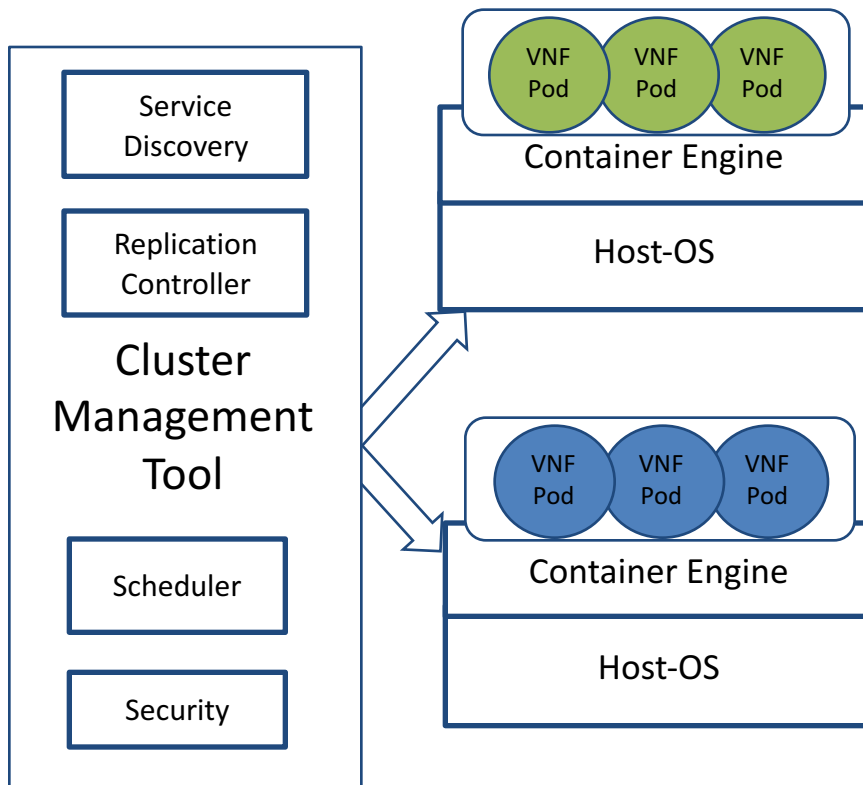 Service
Discovery
Replication
Controller
Cluster
Management
Tool
Scheduler
Security
VNF
Pod
VNF
Pod
VNF
Pod
Container Engine
Host-OS
VNF
Pod
VNF
Pod
VNF
Pod
Container Engine
Host-OS